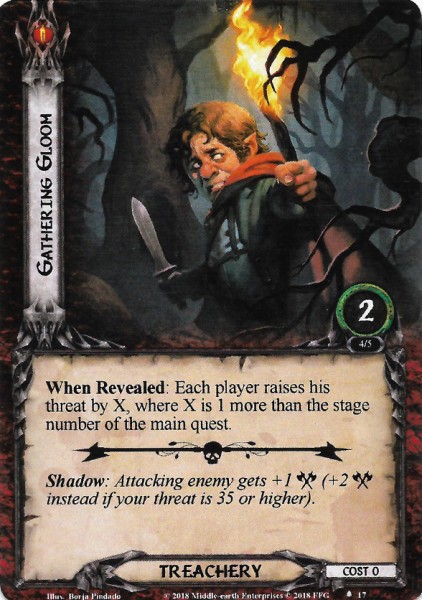 GATHERING GLOOM
2
4/5
When Revealed: Each player raises his
threat by X, where X is 1 more than the stage
number of the main quest.
Shadow: Attacking enemy gets +1 (+2
instead if your threat is 35 or higher).
TREACHERY
COST 0
Illus. Borja Pindado
© 2018 Middle-earth Enterprises © 2018 FFG
17